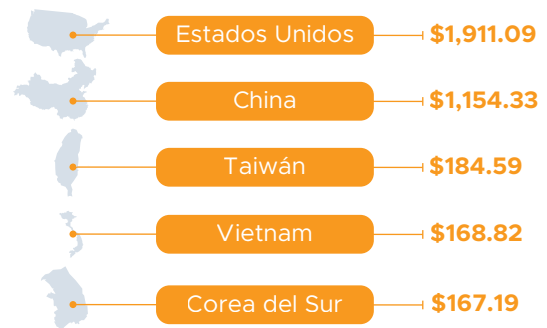 Estados Unidos $1,911.09
China $1,154.33
Taiwán $184.59
Vietnam $168.82
Corea del Sur $167.19